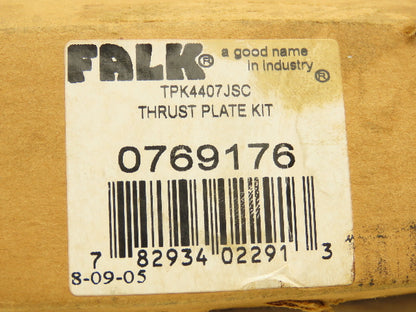 FALK® a good name
in industry®
TPK4407JSC
THRUST PLATE KIT
0769176
7 82934 02291 3
8-09-05